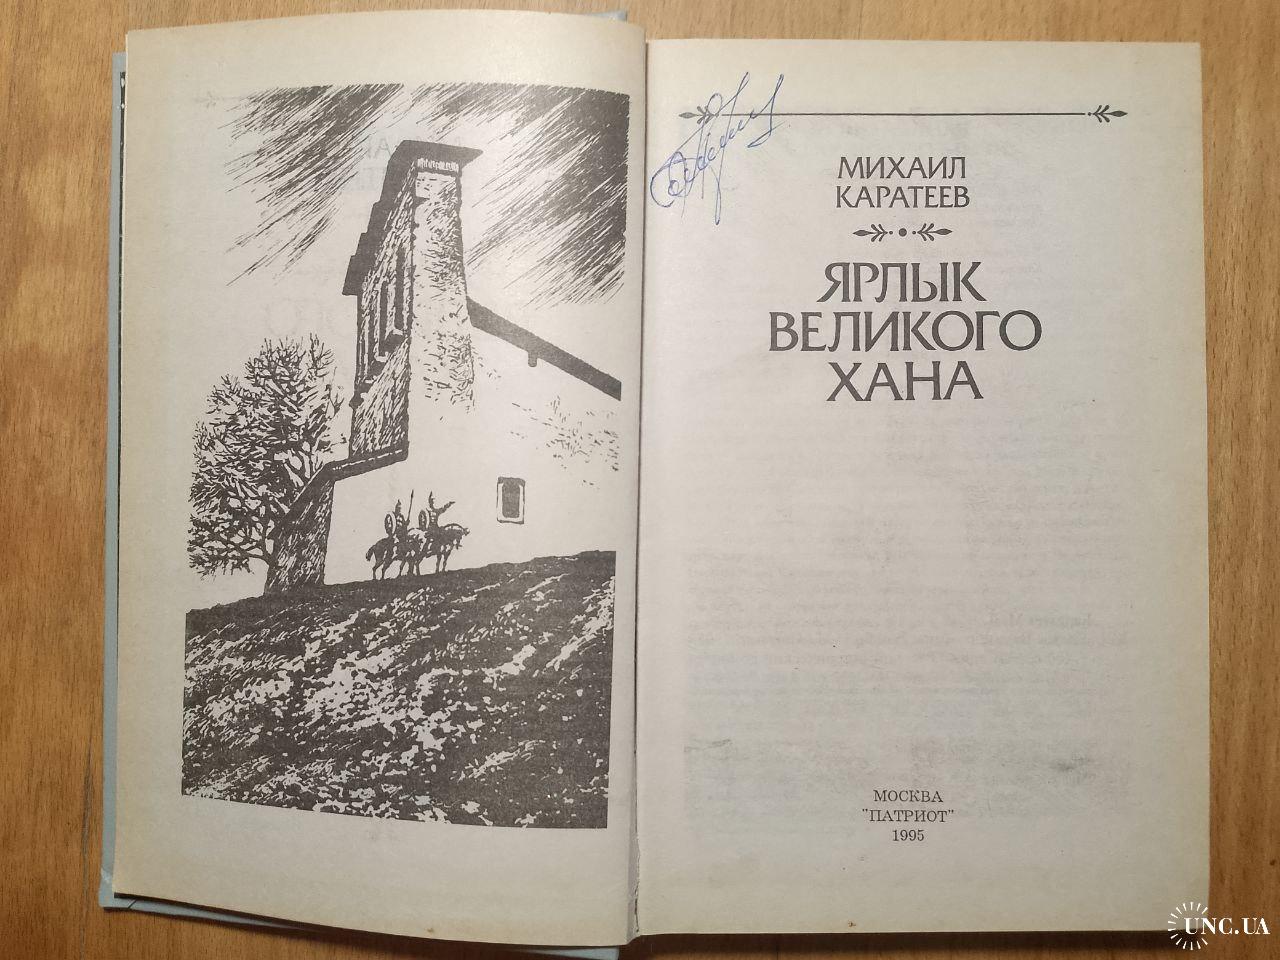 МИХАИЛ
КАРАТЕЕВ
ЯРЛЫК
ВЕЛИКОГО
ХАНА
МОСКВА
"ПАТРИОТ"
1995
UNC.UA